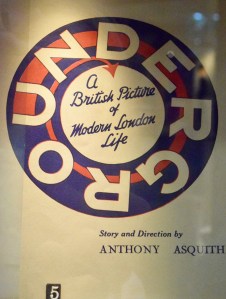 UNDERGROUND
A
British Picture
of
Modern London
Life
Story and Direction by
ANTHONY ASQUITH
5